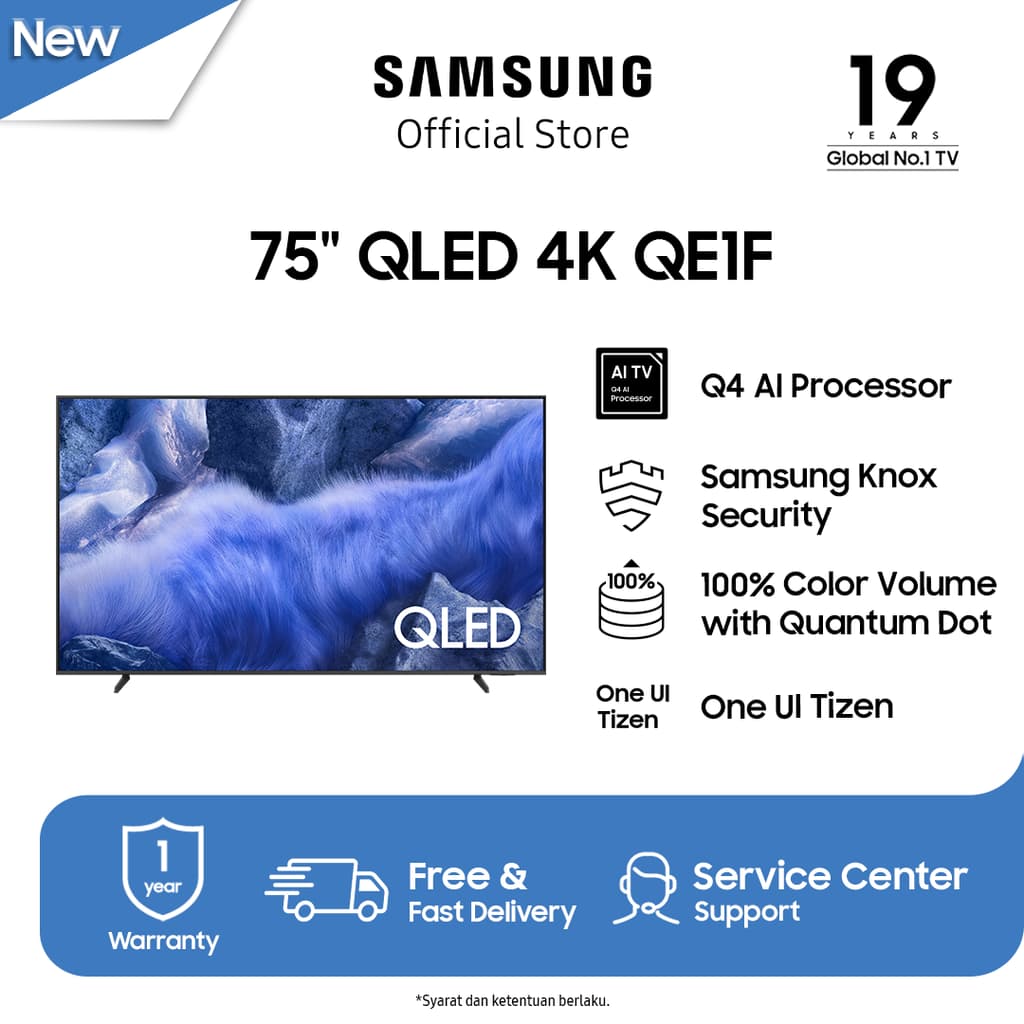 New
SAMSUNG
Official Store
19
YEARS
Global No.1 TV
75" QLED 4K QE1F
AI TV
Q4 AI
Processor
Q4 AI Processor
Samsung Knox
Security
100%
100% Color Volume
with Quantum Dot
QLED
One UI
Tizen
One UI Tizen
1
year
Warranty
Free &
Fast Delivery
Service Center
Support
*Syarat dan ketentuan berlaku.